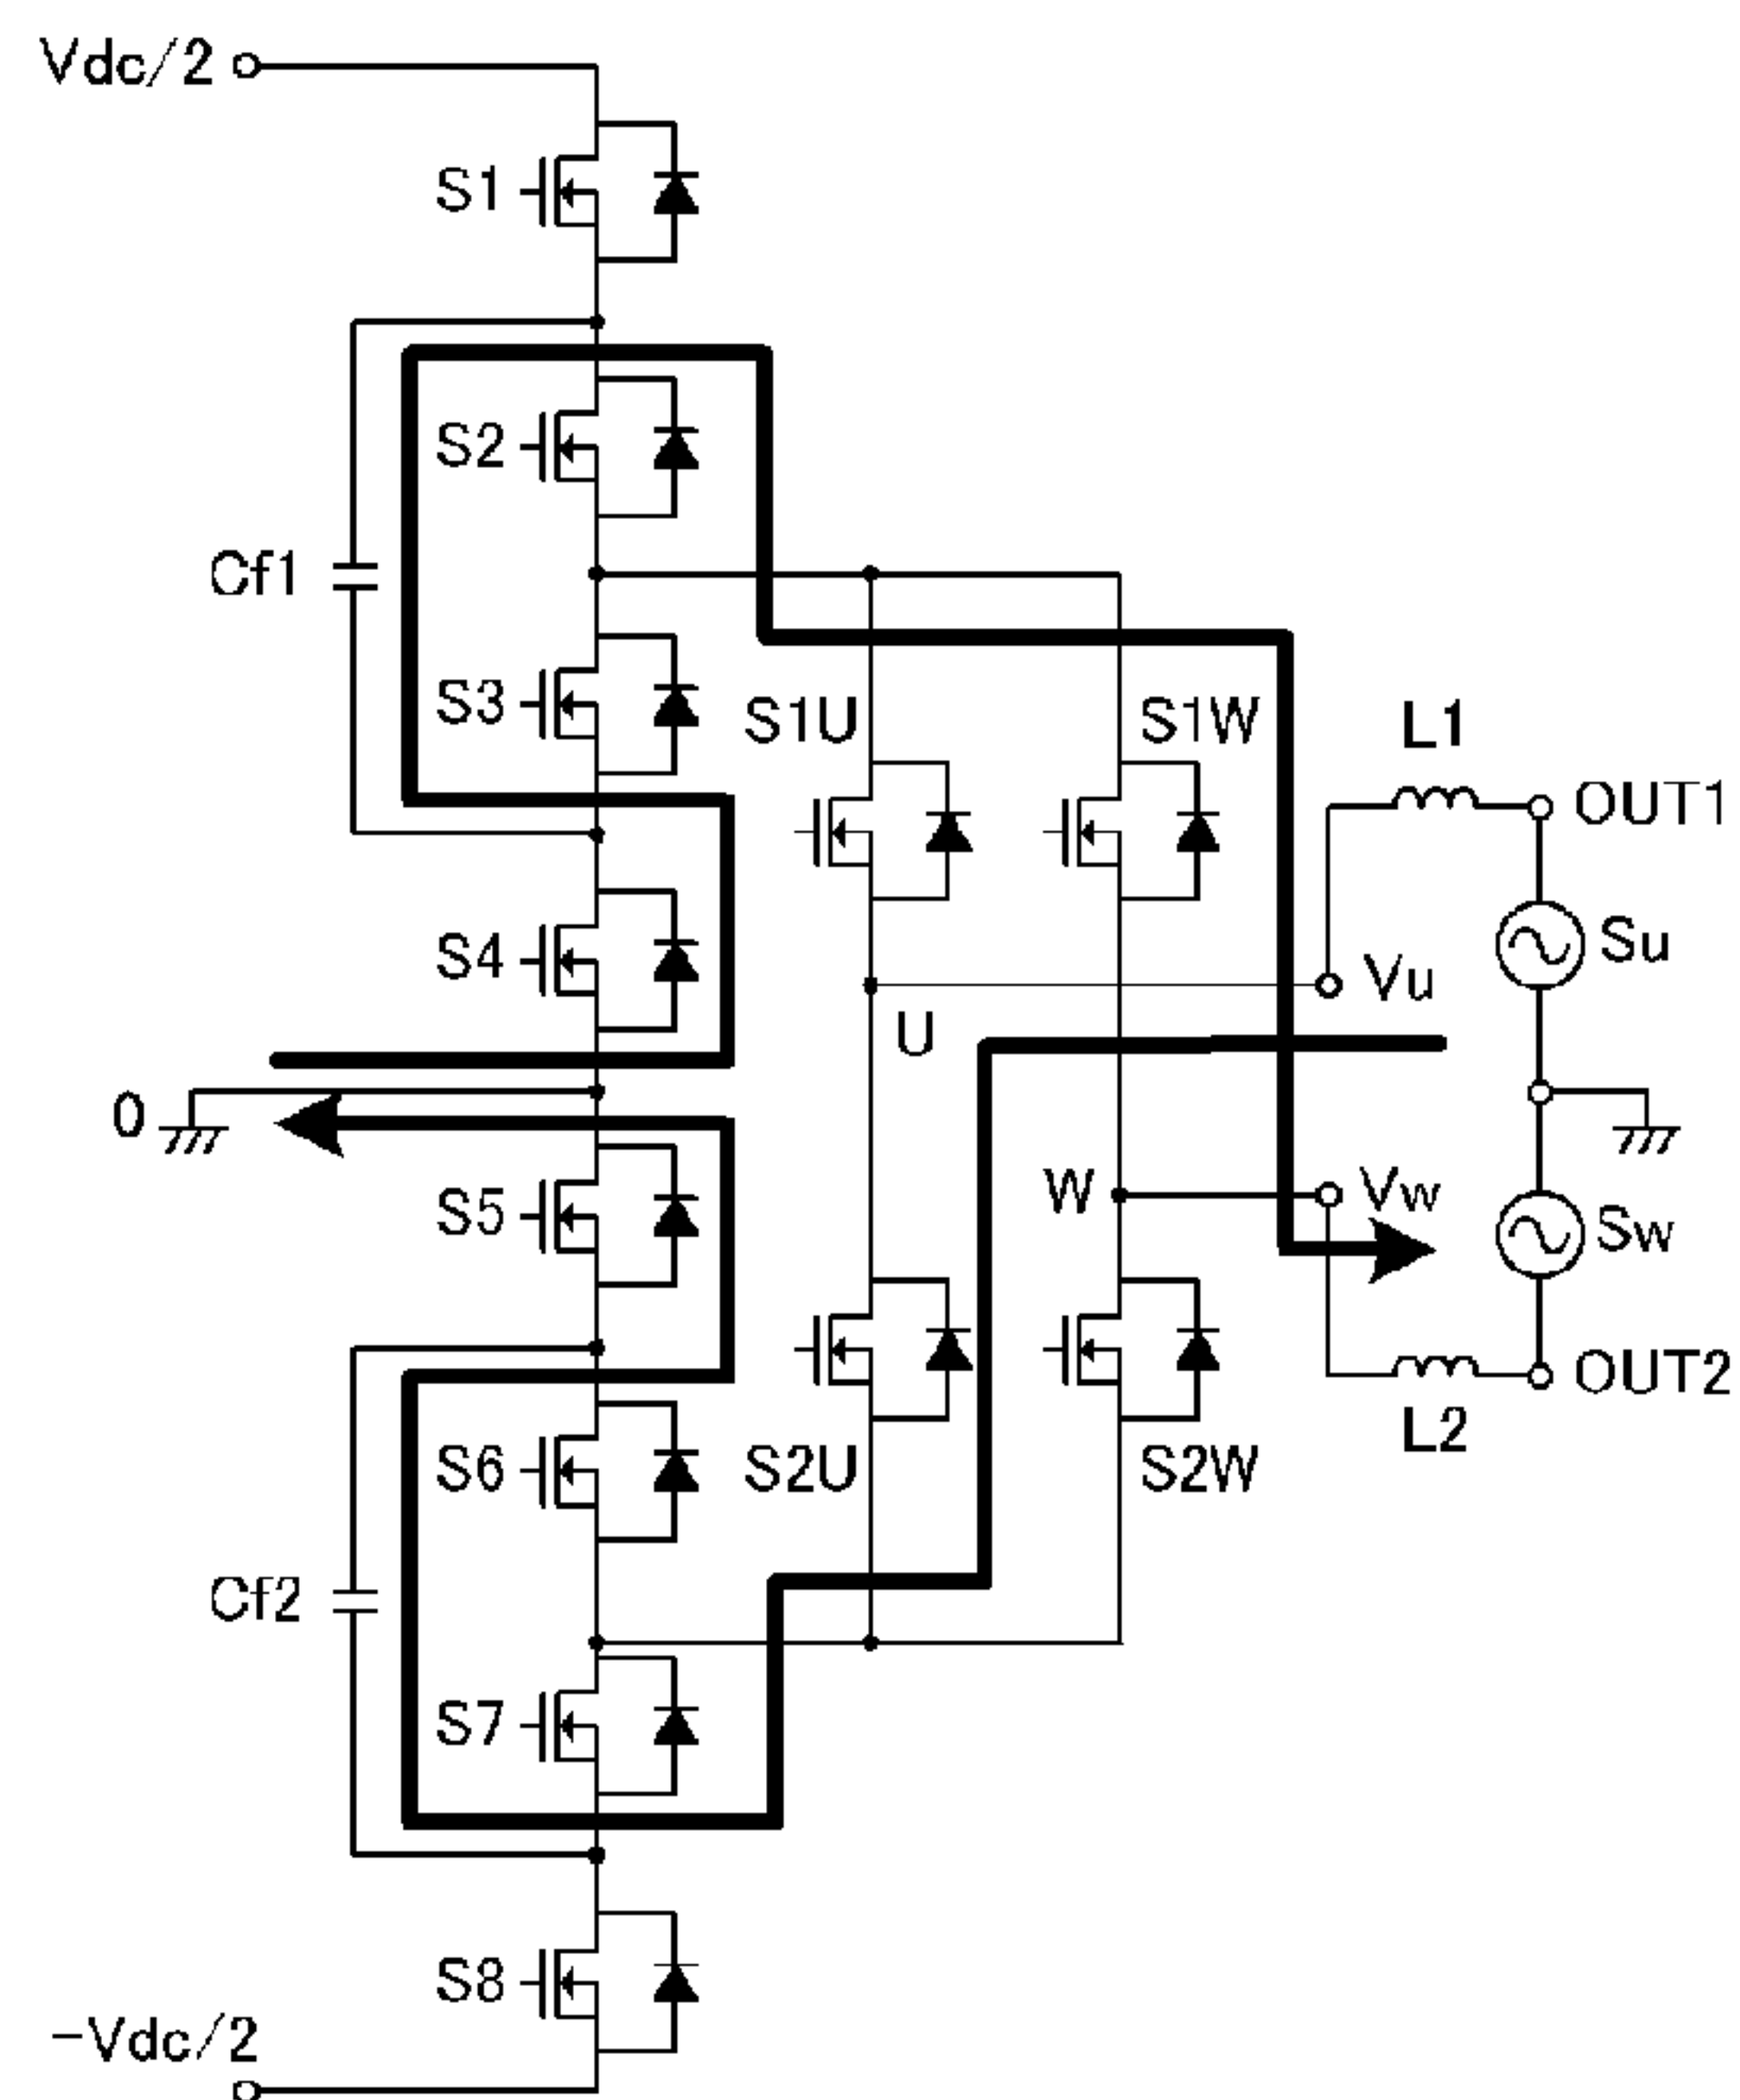 Vdc/2
S1
S2
Cf1
S3
S1U
S1W
L1
OUT1
S4
Su
Vu
U
0
W
Vw
S5
Sw
OUT2
L2
S6
S2U
S2W
Cf2
S7
S8
-Vdc/2